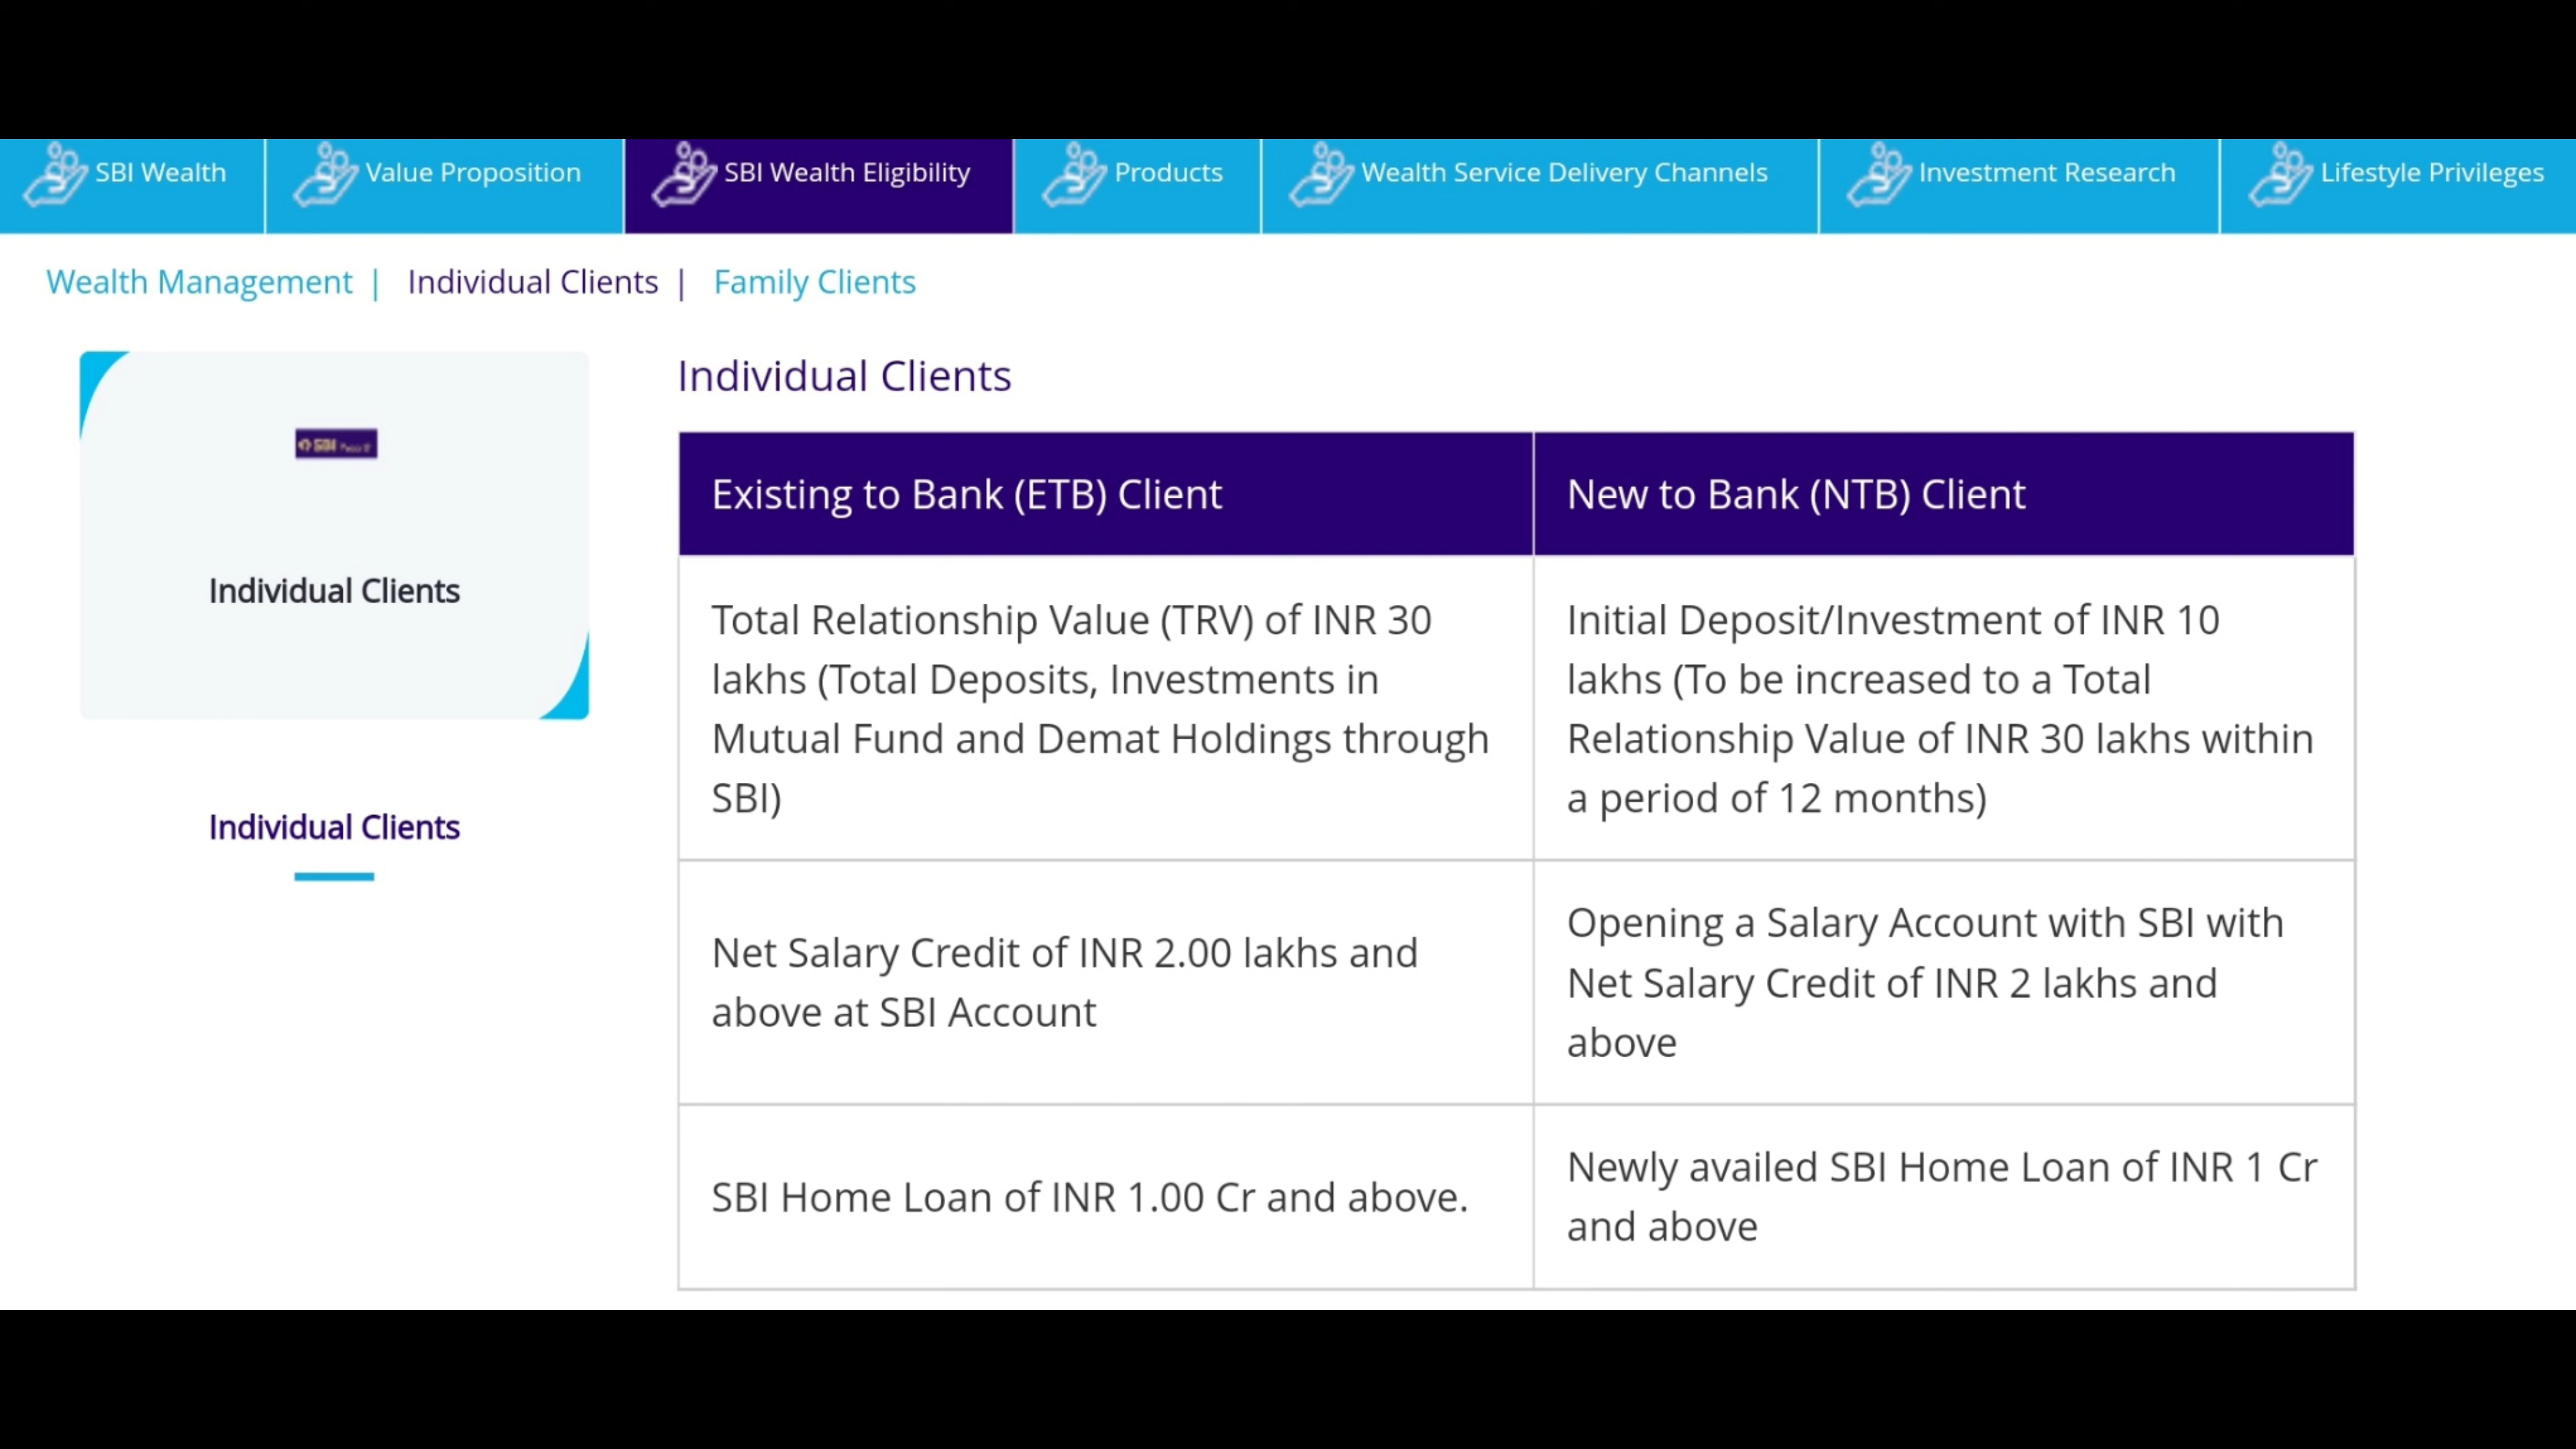 SBI Wealth
Value Proposition
SBI Wealth Eligibility
Products
Wealth Service Delivery Channels
Investment Research
Lifestyle Privileges
Wealth Management | Individual Clients | Family Clients
SBI
Individual Clients
Individual Clients
Individual Clients
Existing to Bank (ETB) Client
New to Bank (NTB) Client
Total Relationship Value (TRV) of INR 30
lakhs (Total Deposits, Investments in
Mutual Fund and Demat Holdings through
SBI)
Initial Deposit/Investment of INR 10
lakhs (To be increased to a Total
Relationship Value of INR 30 lakhs within
a period of 12 months)
Net Salary Credit of INR 2.00 lakhs and
above at SBI Account
Opening a Salary Account with SBI with
Net Salary Credit of INR 2 lakhs and
above
SBI Home Loan of INR 1.00 Cr and above.
Newly availed SBI Home Loan of INR 1 Cr
and above